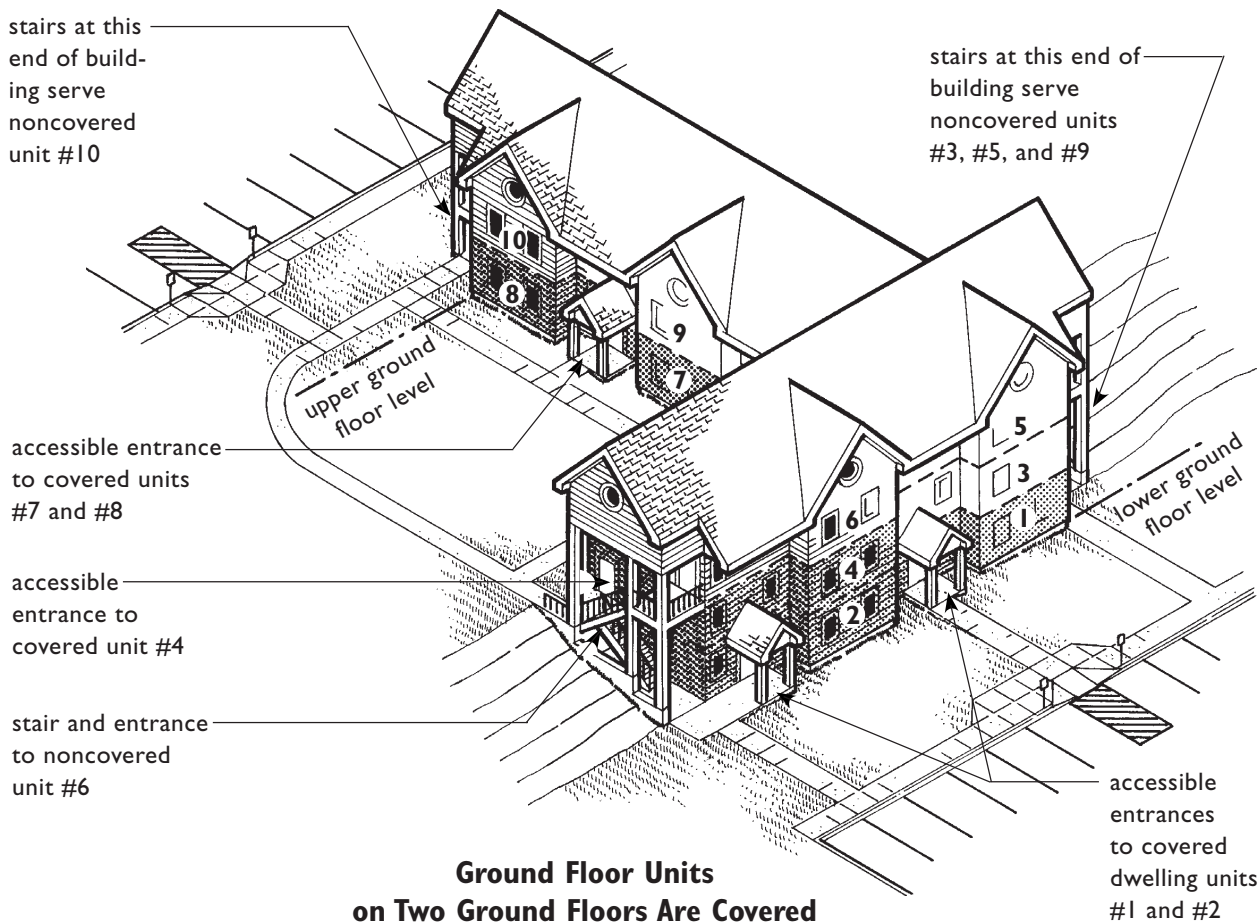 stairs at this
end of build-
ing serve
noncovered
unit #10
stairs at this end of
building serve
noncovered units
#3, #5, and #9
10
8
9
7
upper ground
floor level
5
3
1
lower ground
floor level
6
4
2
accessible entrance
to covered units
#7 and #8
accessible
entrance to
covered unit #4
stair and entrance
to noncovered
unit #6
accessible
entrances
to covered
dwelling units
#1 and #2
Ground Floor Units
on Two Ground Floors Are Covered